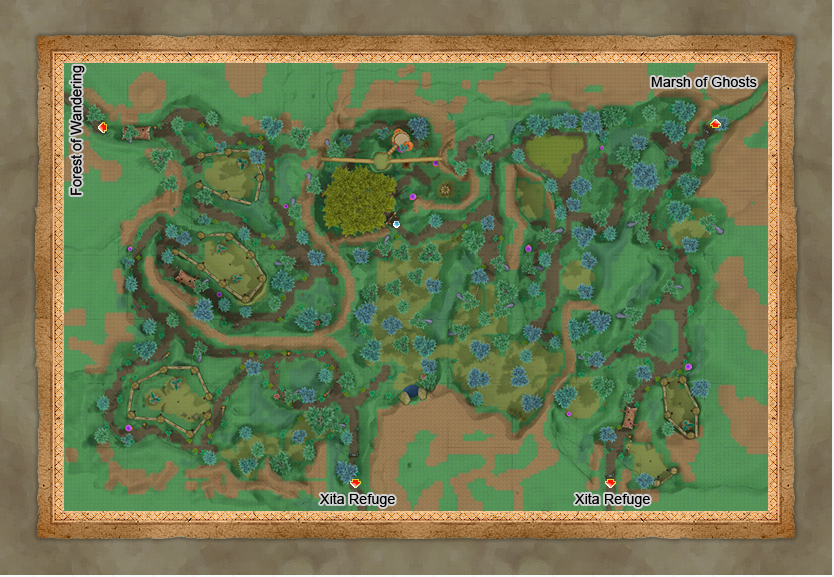 Forest of Wandering
Marsh of Ghosts
Xita Refuge
Xita Refuge